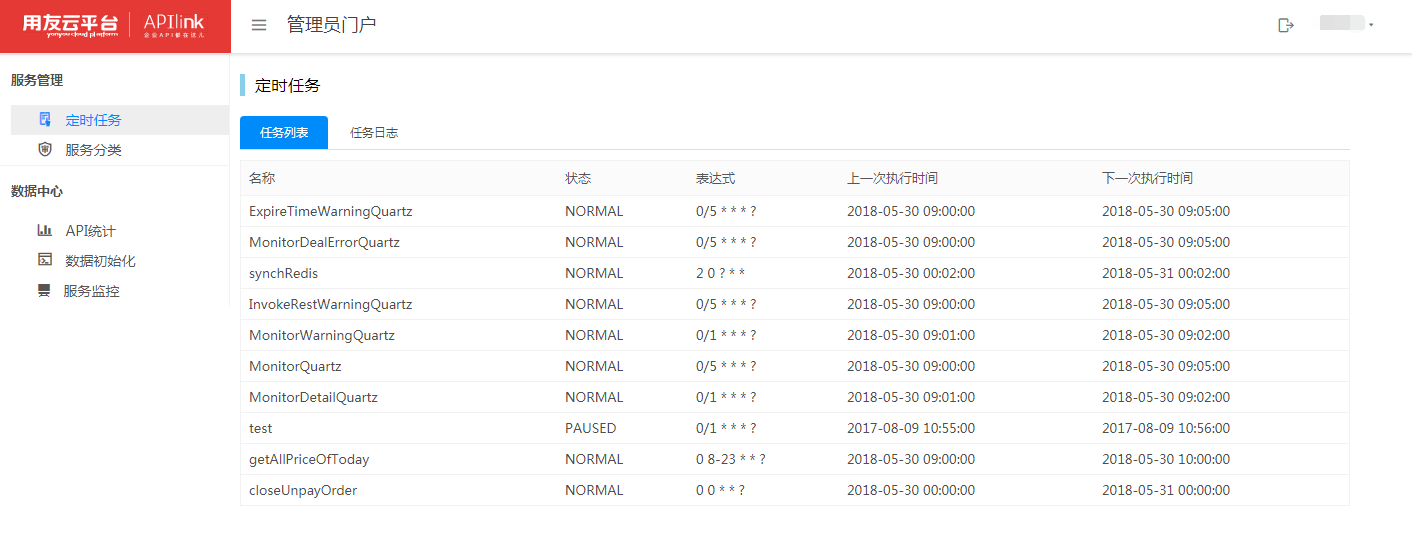 用友云平台 APIlink 管理员门户
yonyou cloud platform 企业API都在这儿
服务管理
定时任务
服务分类
数据中心
API统计
数据初始化
服务监控
定时任务
任务列表 任务日志
名称 状态 表达式 上一次执行时间 下一次执行时间
ExpireTimeWarningQuartz NORMAL 0/5 * * * ? 2018-05-30 09:00:00 2018-05-30 09:05:00
MonitorDealErrorQuartz NORMAL 0/5 * * * ? 2018-05-30 09:00:00 2018-05-30 09:05:00
synchRedis NORMAL 2 0 ? * * 2018-05-30 00:02:00 2018-05-31 00:02:00
InvokeRestWarningQuartz NORMAL 0/5 * * * ? 2018-05-30 09:00:00 2018-05-30 09:05:00
MonitorWarningQuartz NORMAL 0/1 * * * ? 2018-05-30 09:01:00 2018-05-30 09:02:00
MonitorQuartz NORMAL 0/5 * * * ? 2018-05-30 09:00:00 2018-05-30 09:05:00
MonitorDetailQuartz NORMAL 0/1 * * * ? 2018-05-30 09:01:00 2018-05-30 09:02:00
test PAUSED 0/1 * * * ? 2017-08-09 10:55:00 2017-08-09 10:56:00
getAllPriceOfToday NORMAL 0 8-23 * * ? 2018-05-30 09:00:00 2018-05-30 10:00:00
closeUnpayOrder NORMAL 0 0 * * ? 2018-05-30 00:00:00 2018-05-31 00:00:00